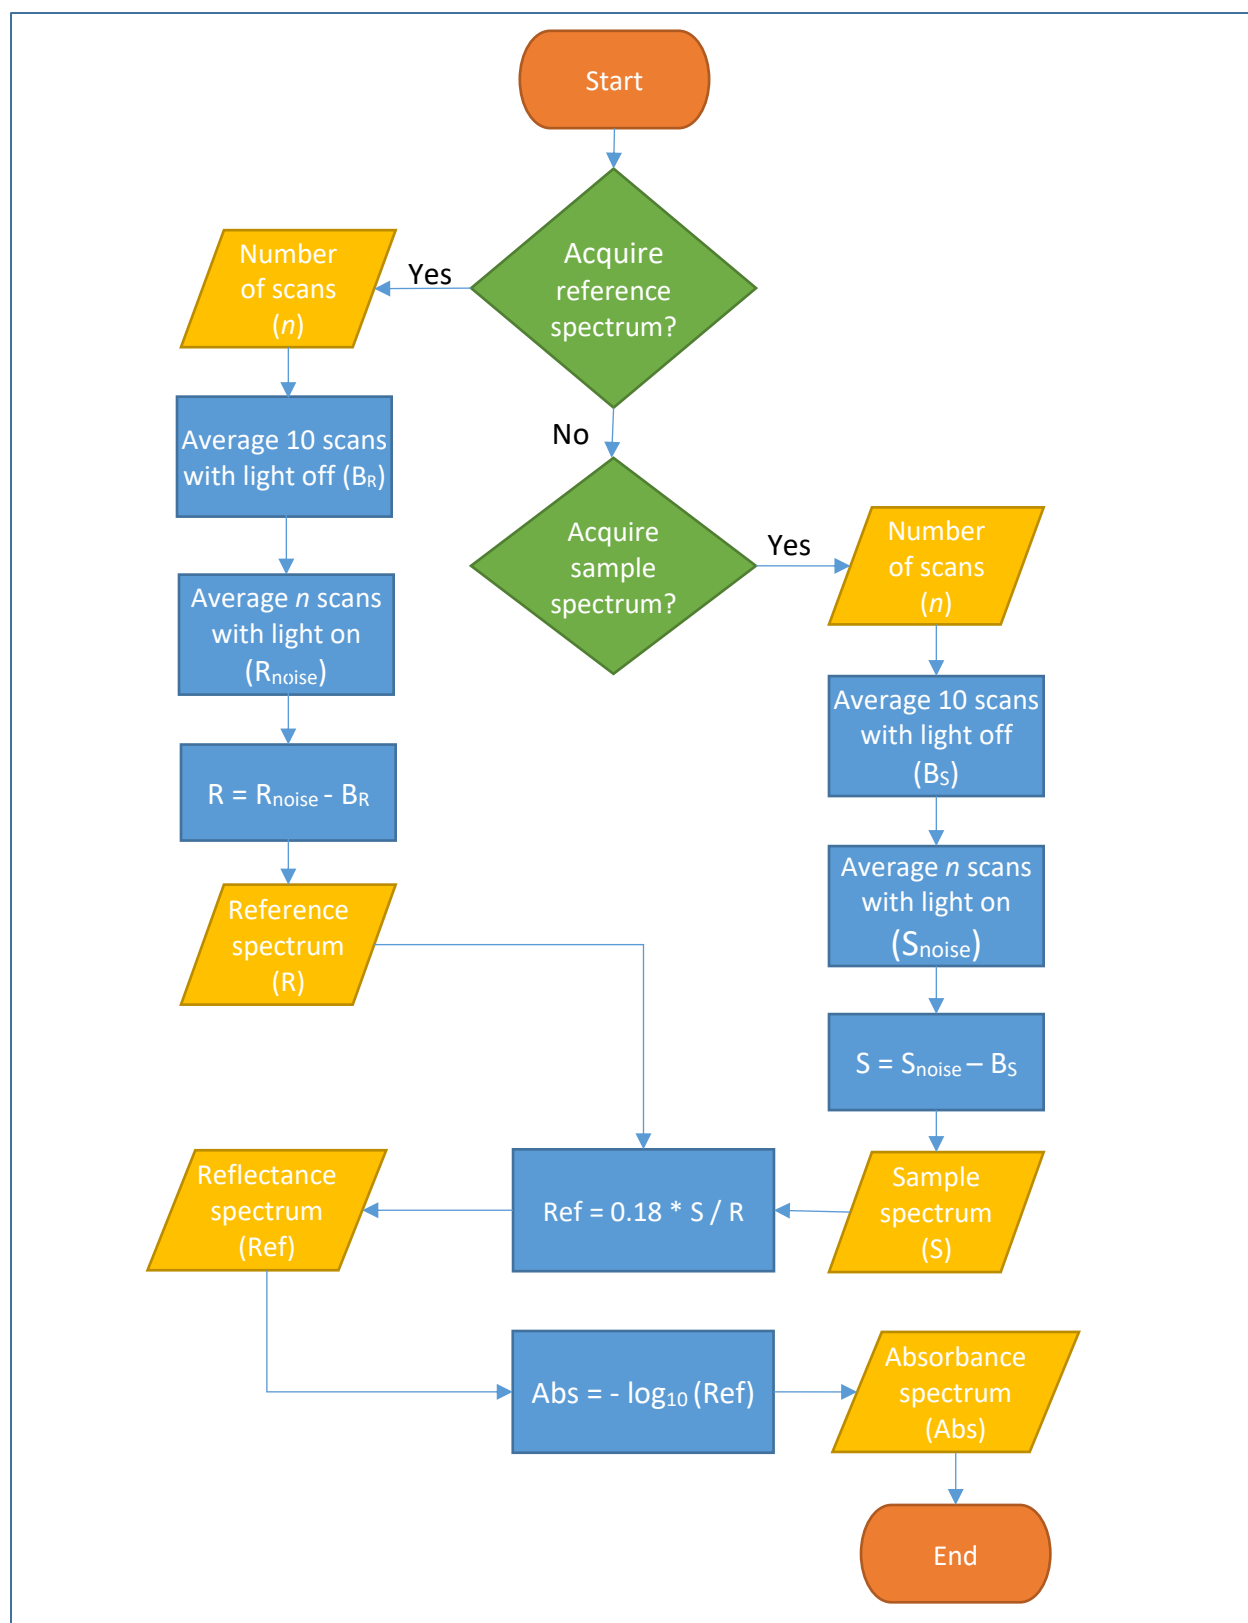 Start
Acquire
reference
spectrum?
Yes
Number
of scans
(n)
Average 10 scans
with light off (BR)
Average n scans
with light on
(Rnoise)
R = Rnoise - BR
Reference
spectrum
(R)
No
Acquire
sample
spectrum?
Yes
Number
of scans
(n)
Average 10 scans
with light off
(BS)
Average n scans
with light on
(Snoise)
S = Snoise – BS
Sample
spectrum
(S)
Ref = 0.18 * S / R
Reflectance
spectrum
(Ref)
Abs = - log10 (Ref)
Absorbance
spectrum
(Abs)
End